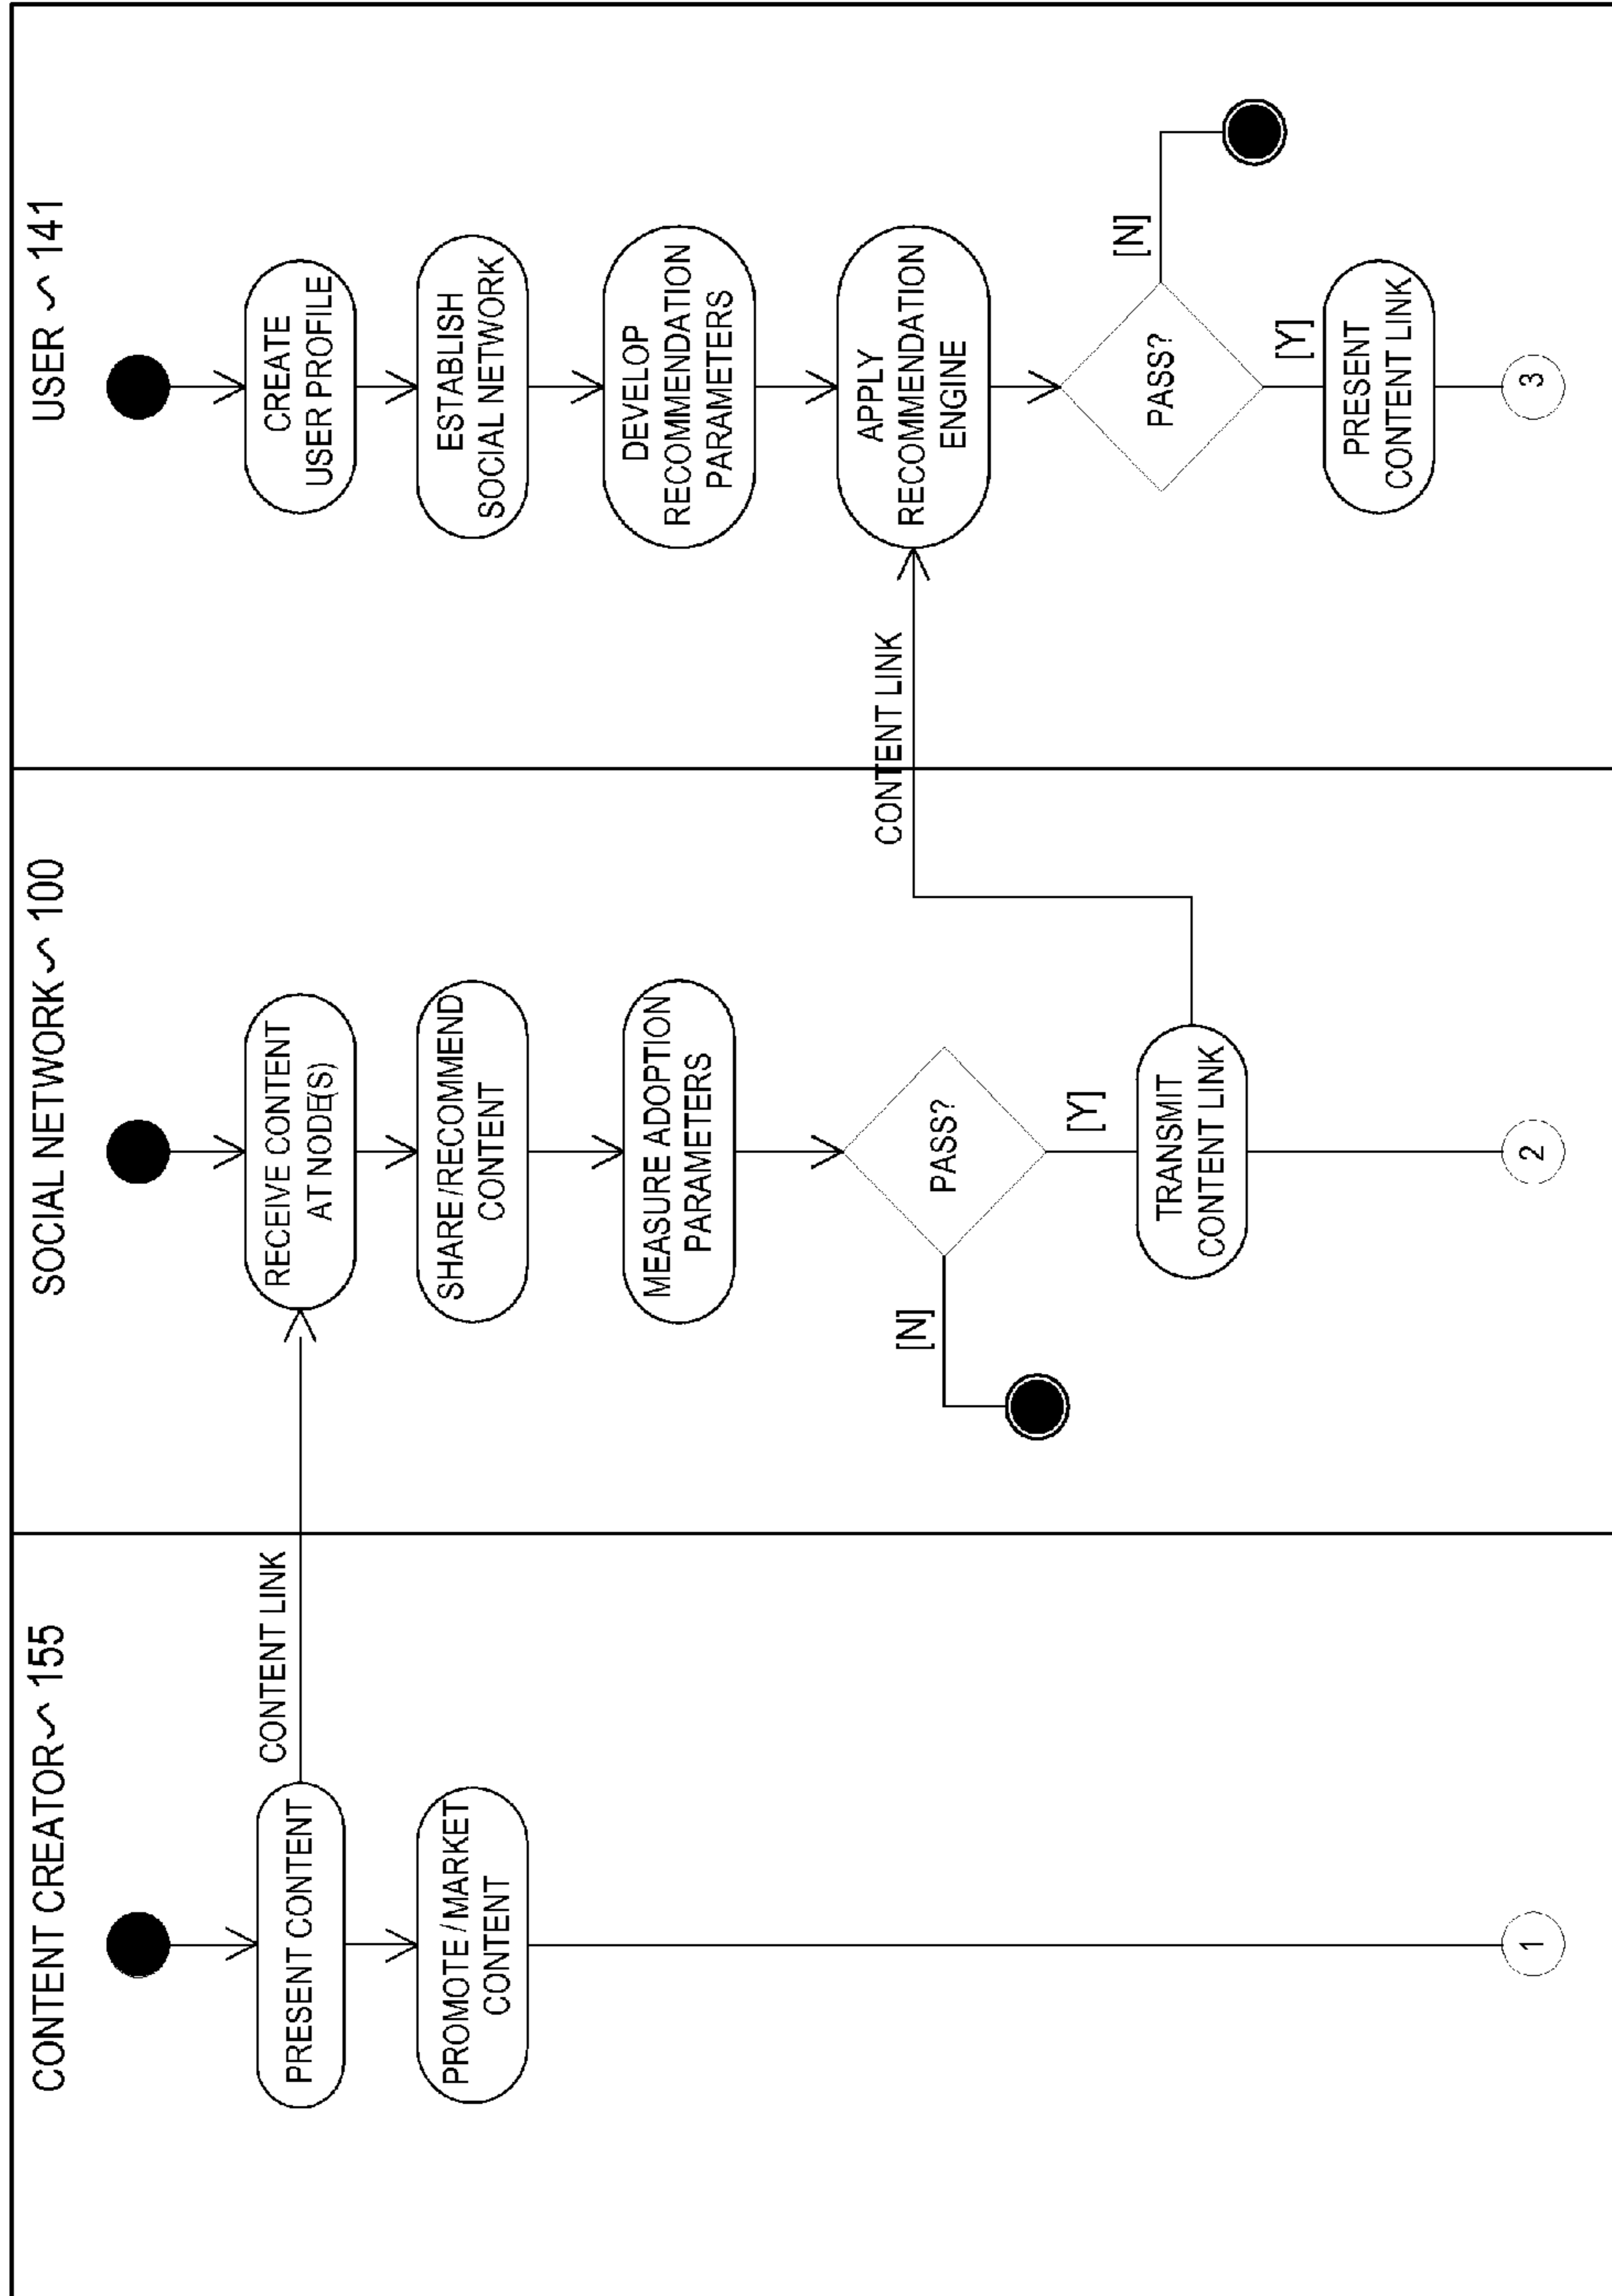 CONTENT CREATOR ~ 155
PRESENT CONTENT
CONTENT LINK
PROMOTE / MARKET
CONTENT
1
SOCIAL NETWORK ~ 100
RECEIVE CONTENT
AT NODE(S)
SHARE/RECOMMEND
CONTENT
MEASURE ADOPTION
PARAMETERS
PASS?
[N]
[Y]
TRANSMIT
CONTENT LINK
CONTENT LINK
2
USER ~ 141
CREATE
USER PROFILE
ESTABLISH
SOCIAL NETWORK
DEVELOP
RECOMMENDATION
PARAMETERS
APPLY
RECOMMENDATION
ENGINE
PASS?
[N]
[Y]
PRESENT
CONTENT LINK
3